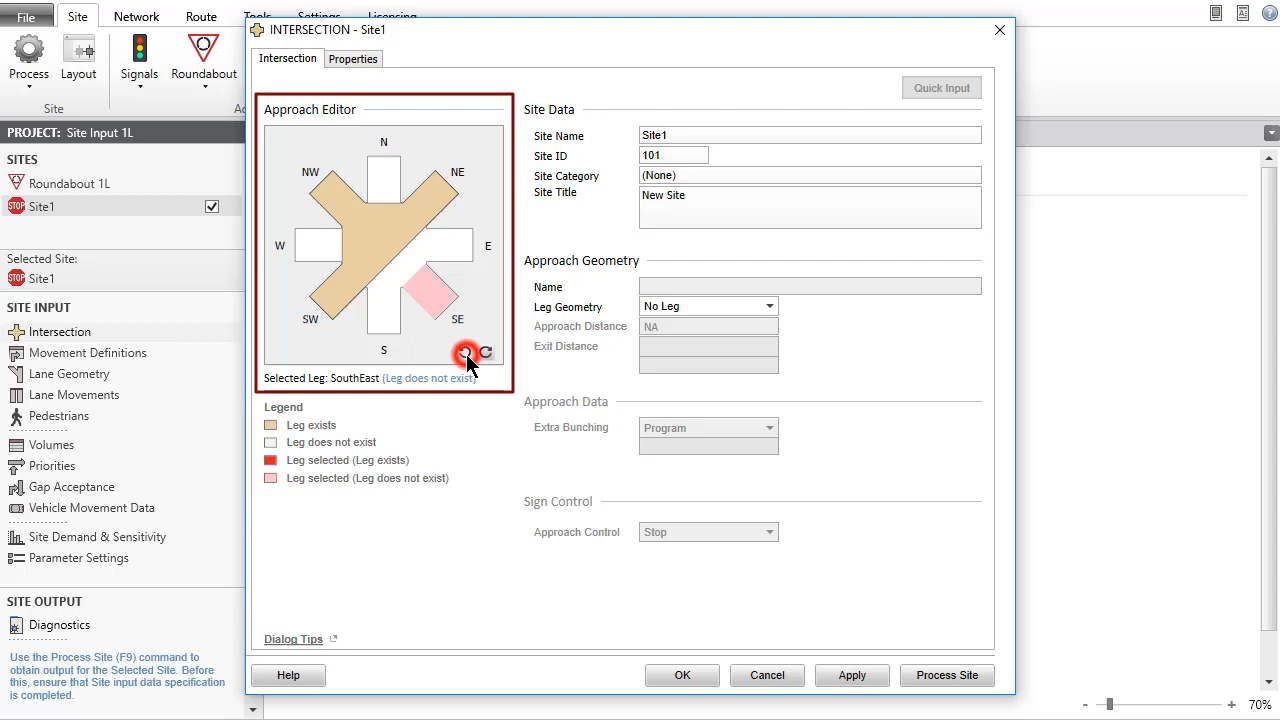 File
Site
Network
Route
Tools
Settings
Licensing
Process
Layout
Signals
Roundabout
Site
PROJECT: Site Input 1L
SITES
Roundabout 1L
Site1
Selected Site:
Site1
SITE INPUT
Intersection
Movement Definitions
Lane Geometry
Lane Movements
Pedestrians
Volumes
Priorities
Gap Acceptance
Vehicle Movement Data
Site Demand & Sensitivity
Parameter Settings
SITE OUTPUT
Diagnostics
Use the Process Site (F9) command to
obtain output for the Selected Site. Before
this, ensure that Site input data specification
is completed.
INTERSECTION - Site1
Intersection
Properties
Quick Input
Approach Editor
N
NW
NE
W
E
SW
SE
S
Selected Leg: SouthEast (Leg does not exist)
Legend
Leg exists
Leg does not exist
Leg selected (Leg exists)
Leg selected (Leg does not exist)
Site Data
Site Name
Site1
Site ID
101
Site Category
(None)
Site Title
New Site
Approach Geometry
Name
Leg Geometry
No Leg
Approach Distance
NA
Exit Distance
Approach Data
Extra Bunching
Program
Sign Control
Approach Control
Stop
Dialog Tips
Help
OK
Cancel
Apply
Process Site
- + 70%